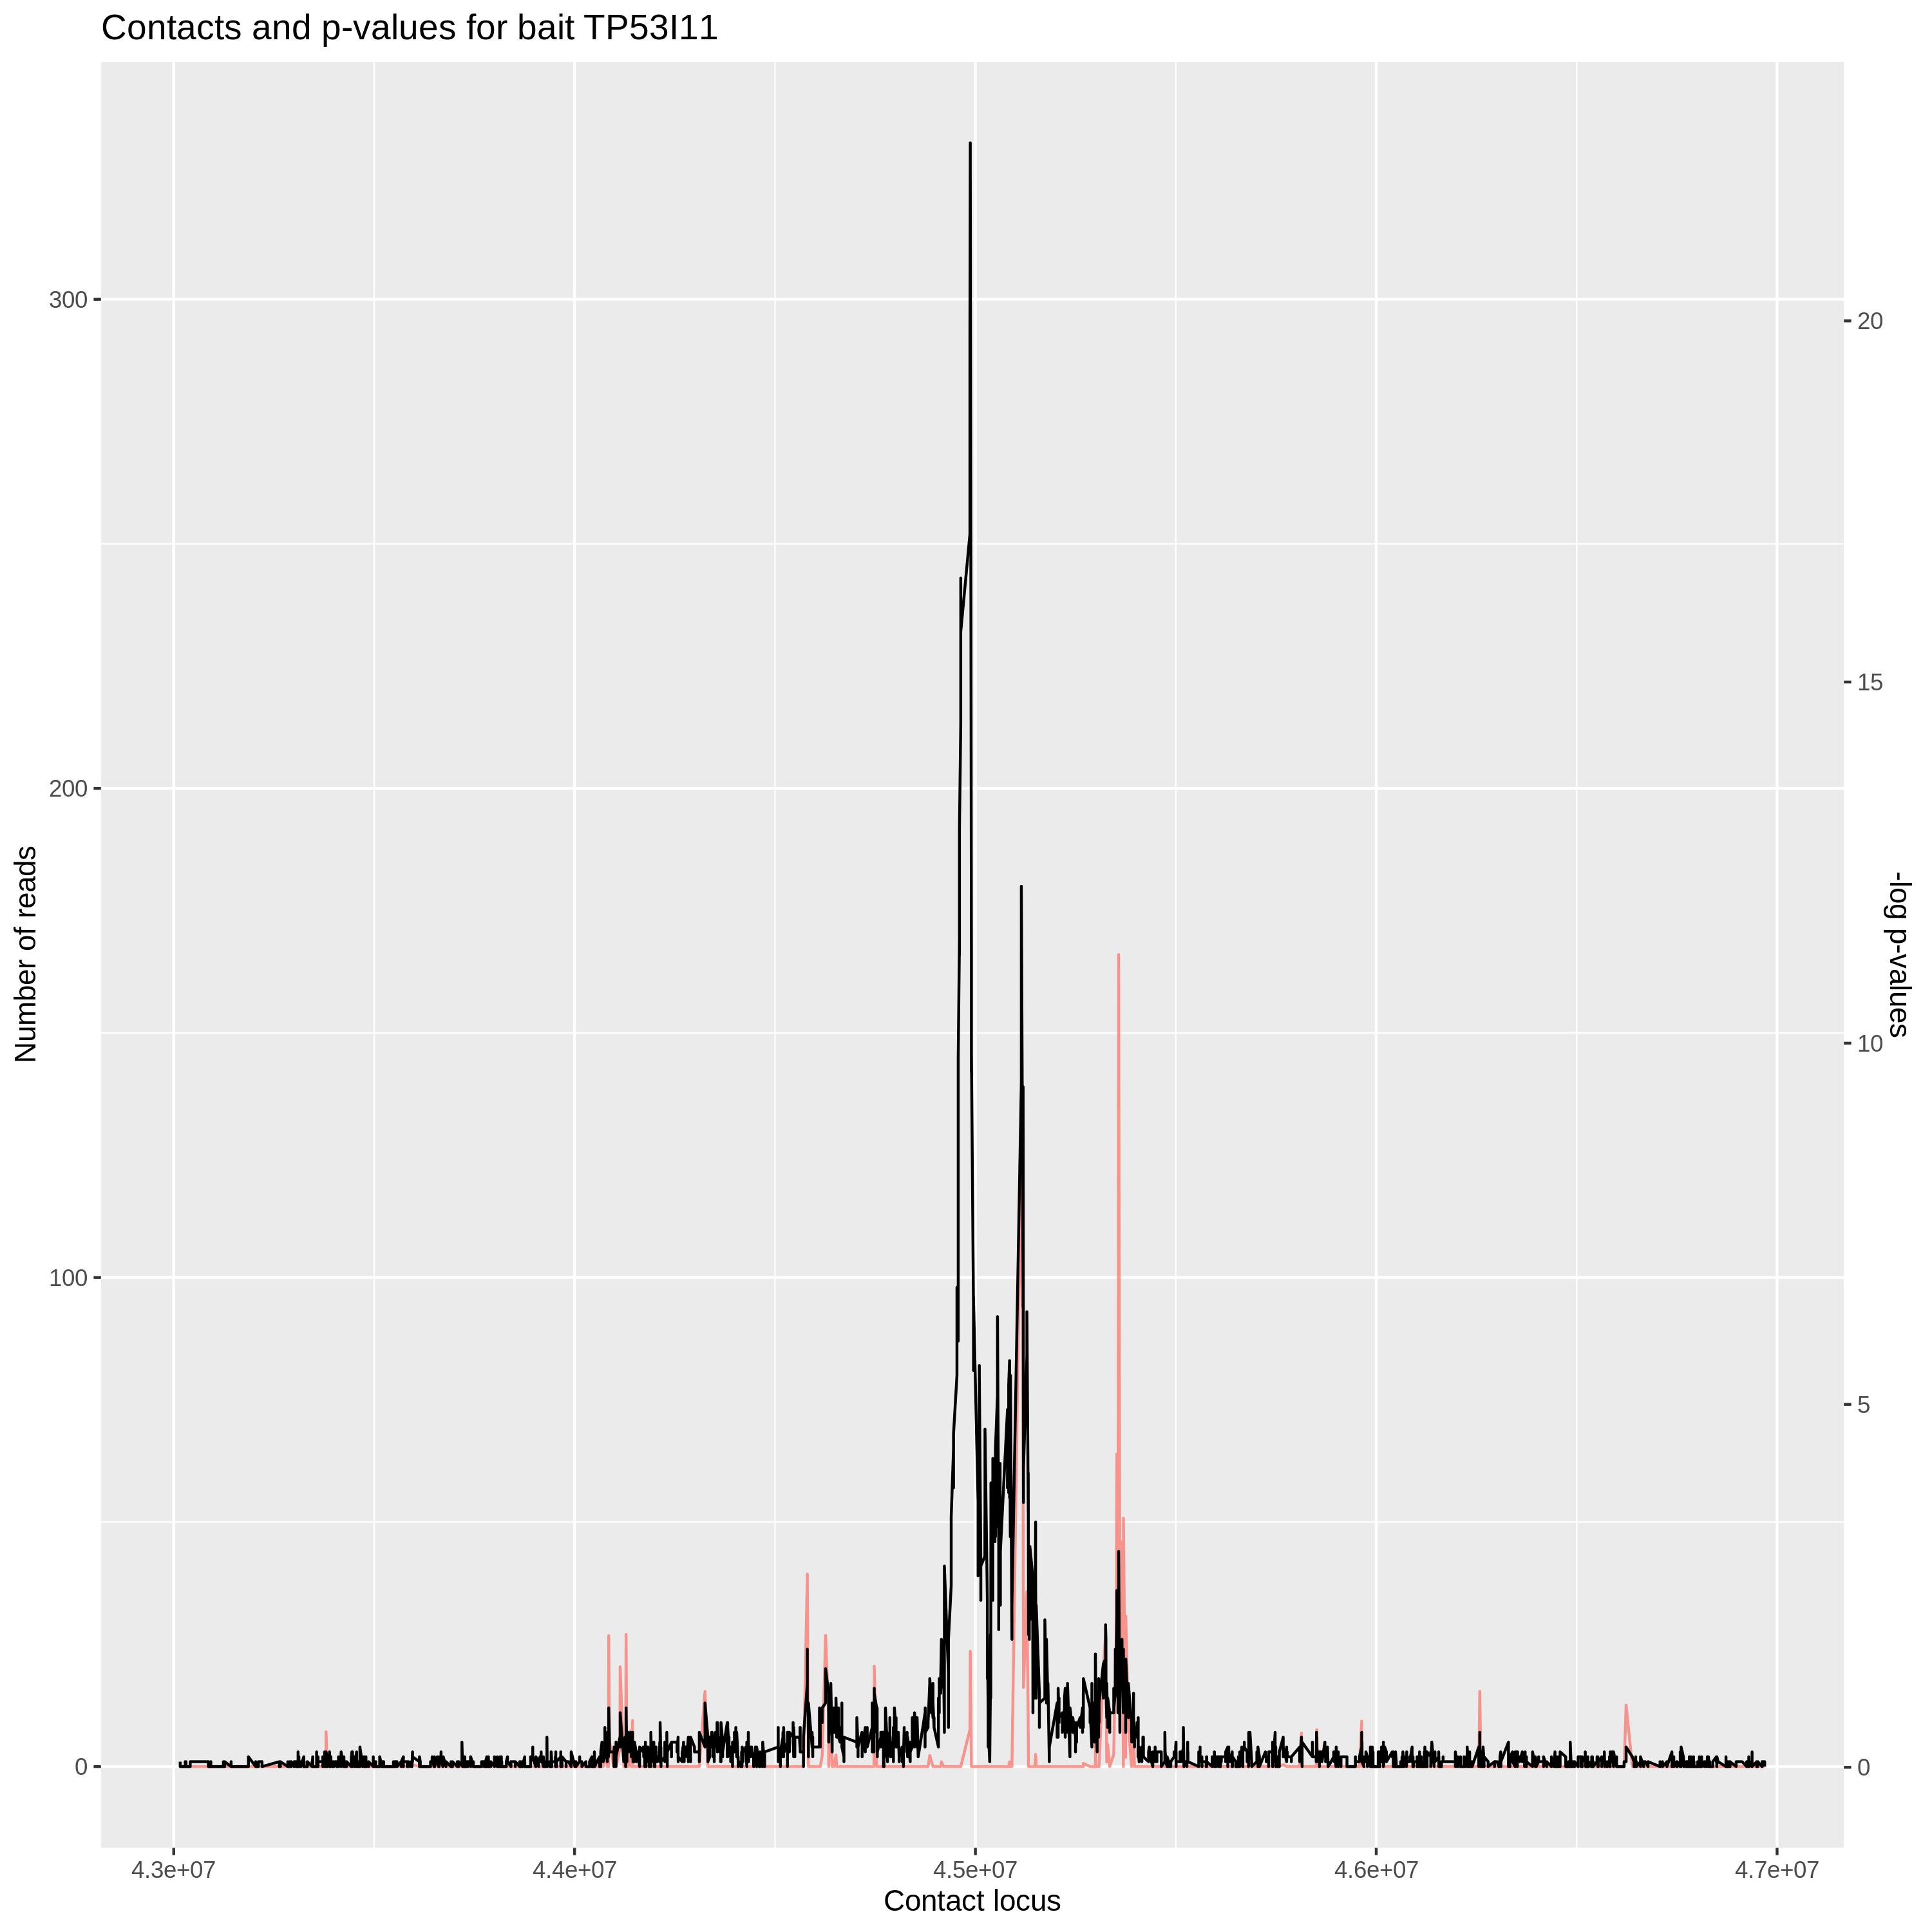 Contacts and p-values for bait TP53I11
300
200
100
0
Number of reads
20
15
10
5
0
-log p-values
4.3e+07
4.4e+07
4.5e+07
4.6e+07
4.7e+07
Contact locus